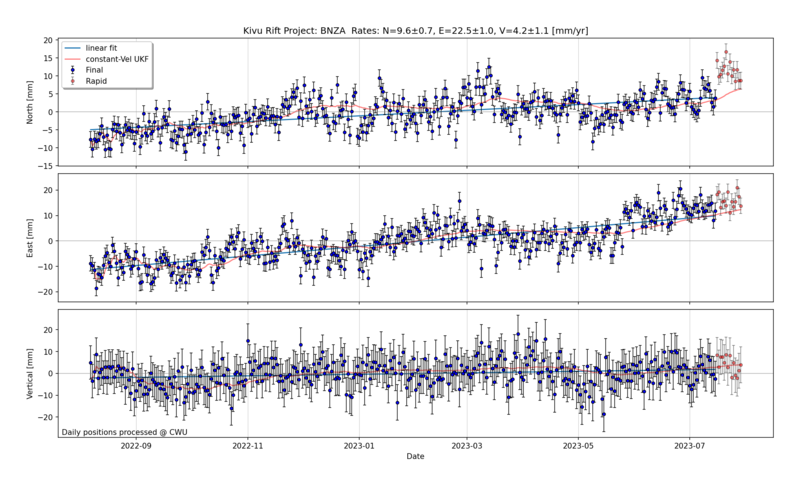 Kivu Rift Project: BNZA Rates: N=9.6±0.7, E=22.5±1.0, V=4.2±1.1 [mm/yr]
linear fit
constant-Vel UKF
Final
Rapid
North [mm]
20
15
10
5
0
−5
−10
−15
East [mm]
20
10
0
−10
−20
Vertical [mm]
20
10
0
−10
−20
Daily positions processed @ CWU
2022-09
2022-11
2023-01
2023-03
2023-05
2023-07
Date